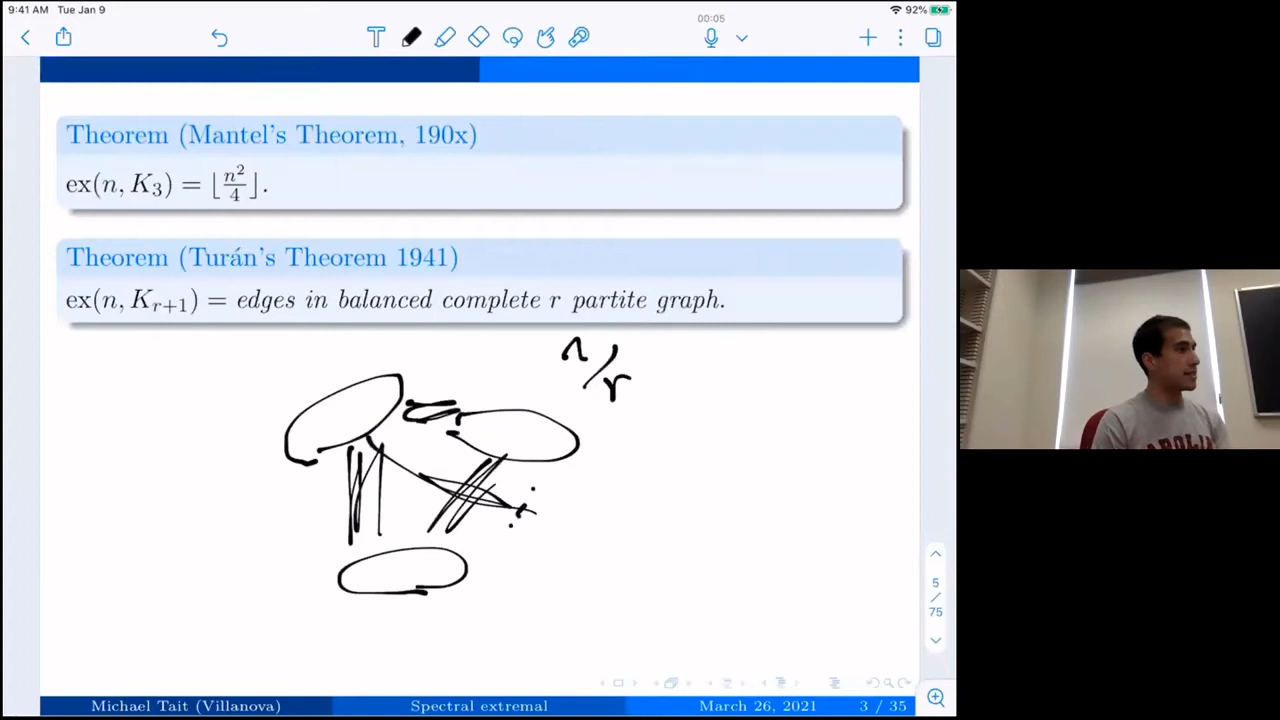 9:41 AM Tue Jan 9
92%
00:05
Theorem (Mantel's Theorem, 190x)
ex(n, K₃) = ⌊n²/4⌋.
Theorem (Turán's Theorem 1941)
ex(n, Kᵣ₊₁) = edges in balanced complete r partite graph.
n/r
5
/
75
Michael Tait (Villanova) Spectral extremal March 26, 2021 3 / 35